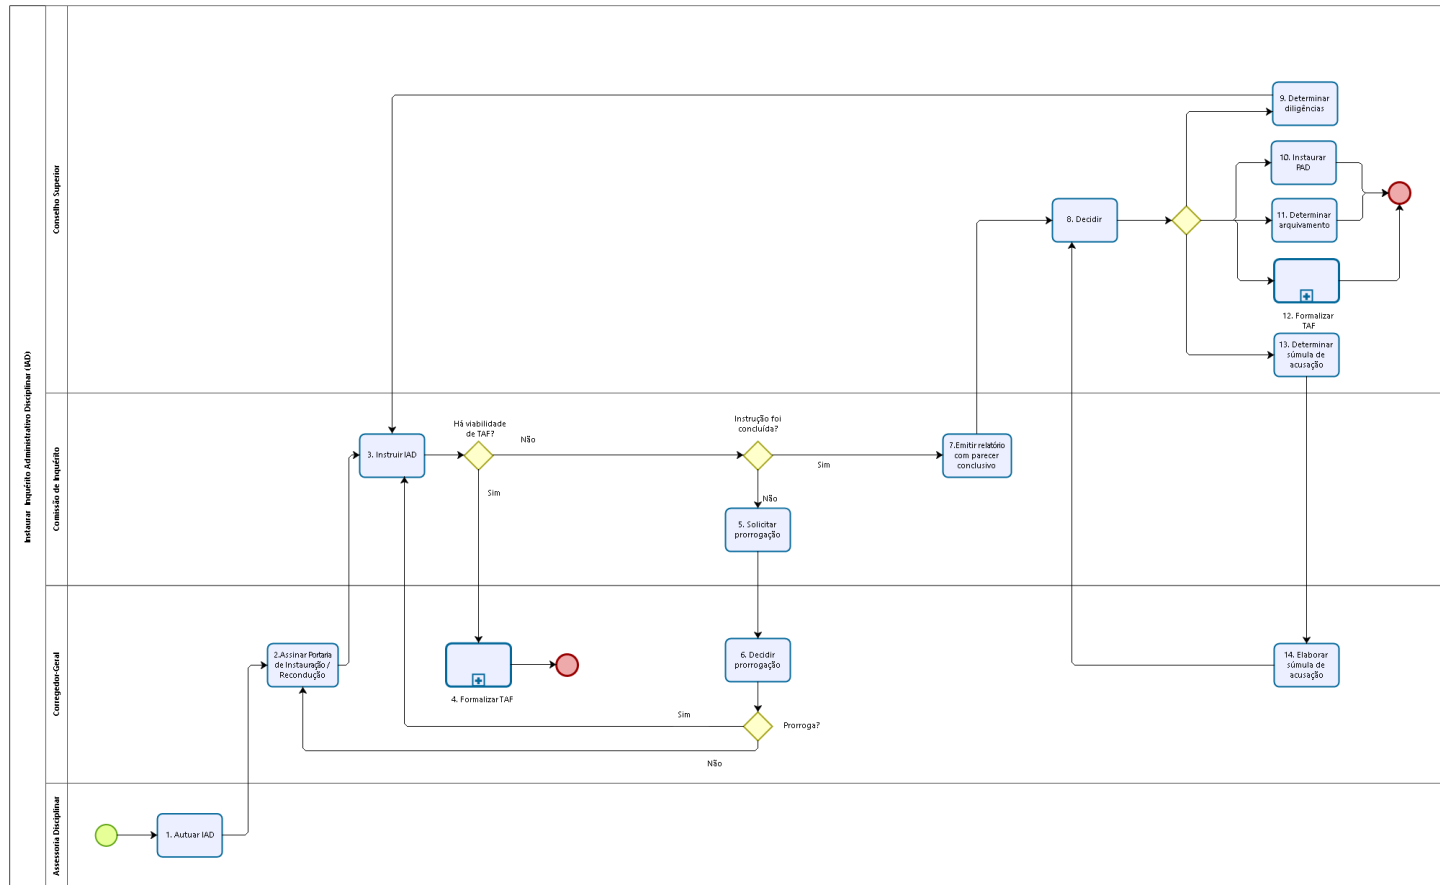 Instaurar Inquérito Administrativo Disciplinar (IAD)
Conselho Superior
9. Determinar
diligências
10. Instaurar
PAD
8. Decidir
11. Determinar
arquivamento
12. Formalizar
TAF
13. Determinar
súmula de
acusação
Comissão de Inquérito
3. Instruir IAD
Há viabilidade
de TAF?
Não
Sim
Instrução foi
concluída?
Sim
Não
7.Emitir relatório
com parecer
conclusivo
5. Solicitar
prorrogação
Corregedor-Geral
2.Assinar Portaria
de Instauração /
Recondução
4. Formalizar TAF
6. Decidir
prorrogação
Sim
Prorroga?
Não
14. Elaborar
súmula de
acusação
Assessoria Disciplinar
1. Autuar IAD